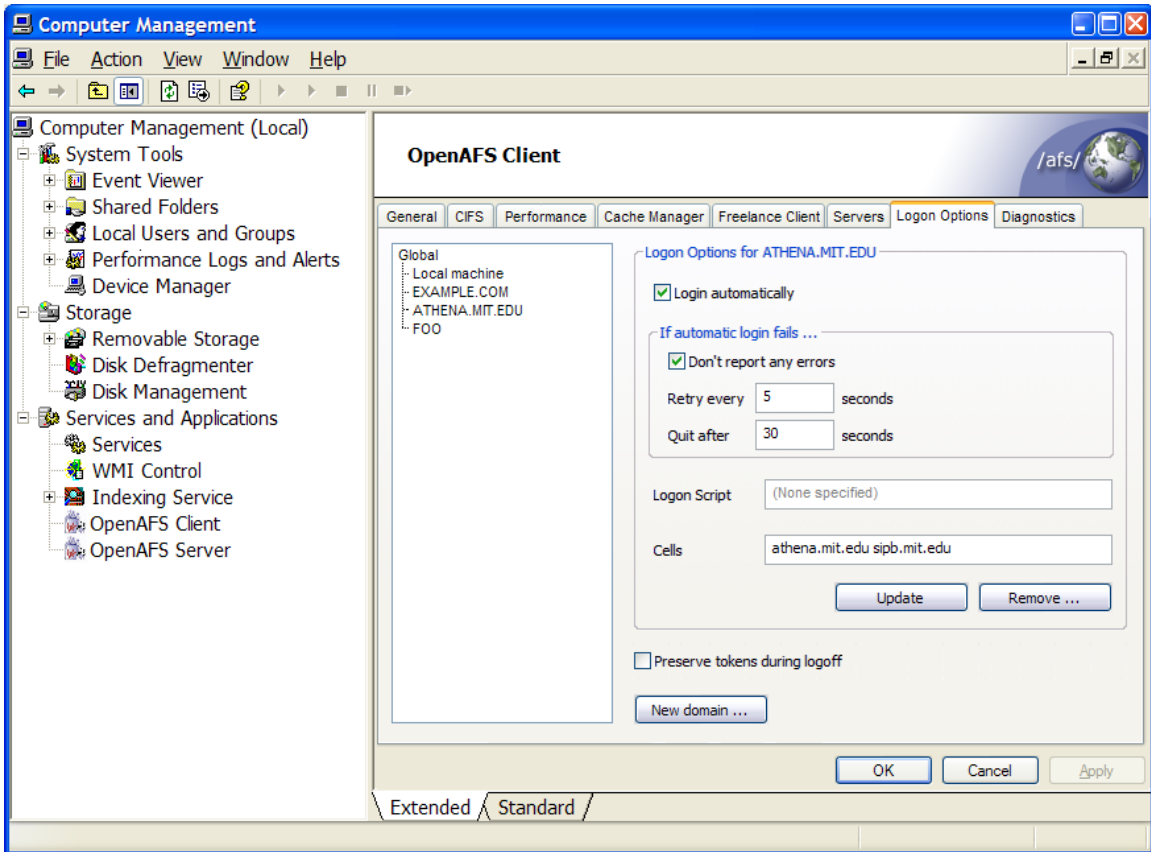 Computer Management
File Action View Window Help
Computer Management (Local)
System Tools
Event Viewer
Shared Folders
Local Users and Groups
Performance Logs and Alerts
Device Manager
Storage
Removable Storage
Disk Defragmenter
Disk Management
Services and Applications
Services
WMI Control
Indexing Service
OpenAFS Client
OpenAFS Server
OpenAFS Client
/afs/
General CIFS Performance Cache Manager Freelance Client Servers Logon Options Diagnostics
Global
Local machine
EXAMPLE.COM
ATHENA.MIT.EDU
FOO
Logon Options for ATHENA.MIT.EDU
Login automatically
If automatic login fails ...
Don't report any errors
Retry every 5 seconds
Quit after 30 seconds
Logon Script (None specified)
Cells athena.mit.edu sipb.mit.edu
Update Remove ...
Preserve tokens during logoff
New domain ...
OK Cancel Apply
Extended Standard